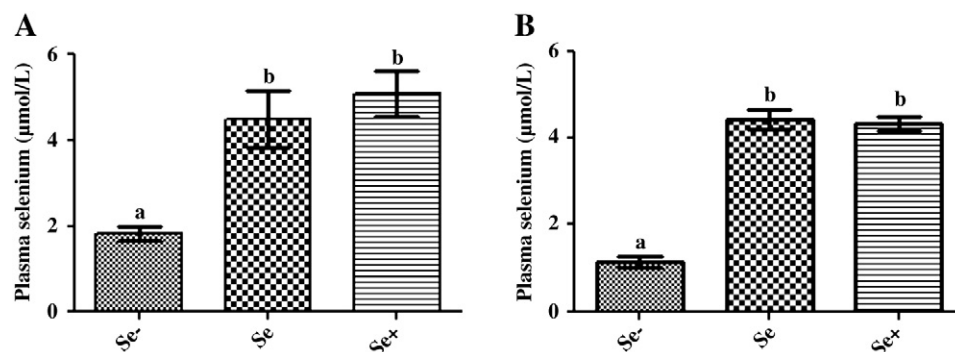 A
Plasma selenium (µmol/L)
6
4
2
0
a
b
b
Se-
Se
Se+
B
Plasma selenium (µmol/L)
6
4
2
0
a
b
b
Se-
Se
Se+